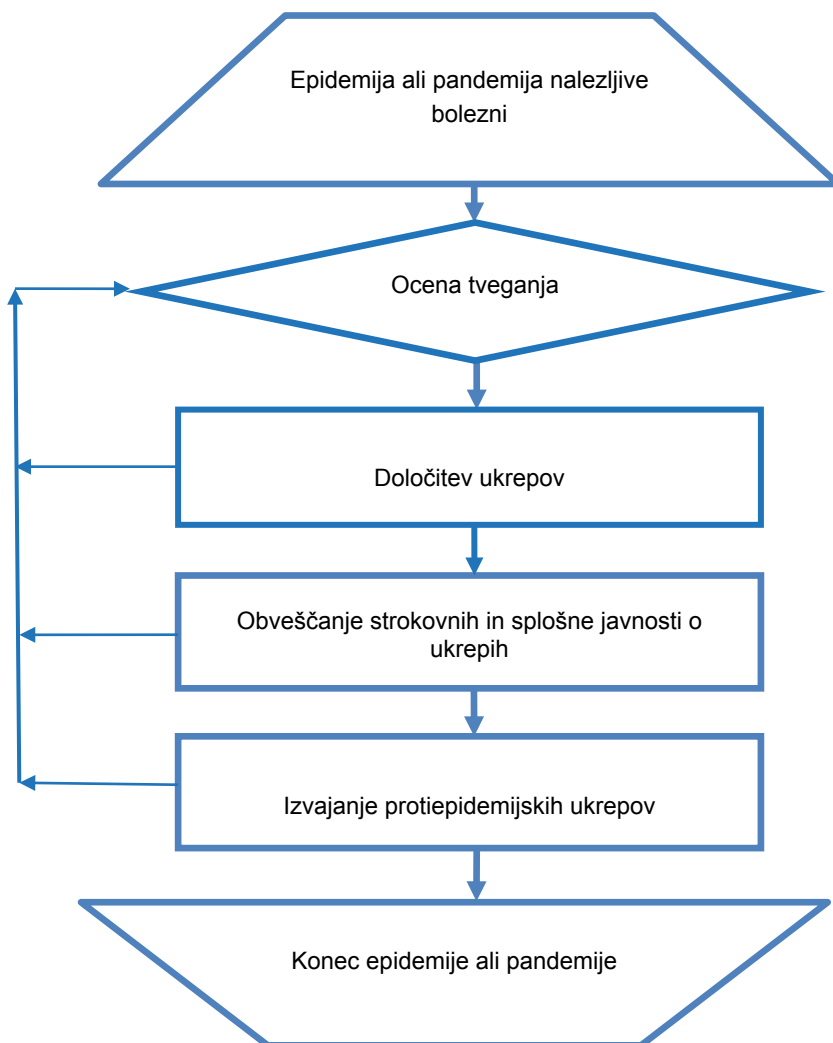 Epidemija ali pandemija nalezljive
bolezni
Ocena tveganja
Določitev ukrepov
Obveščanje strokovnih in splošne javnosti o
ukrepih
Izvajanje protiepidemijskih ukrepov
Konec epidemije ali pandemije